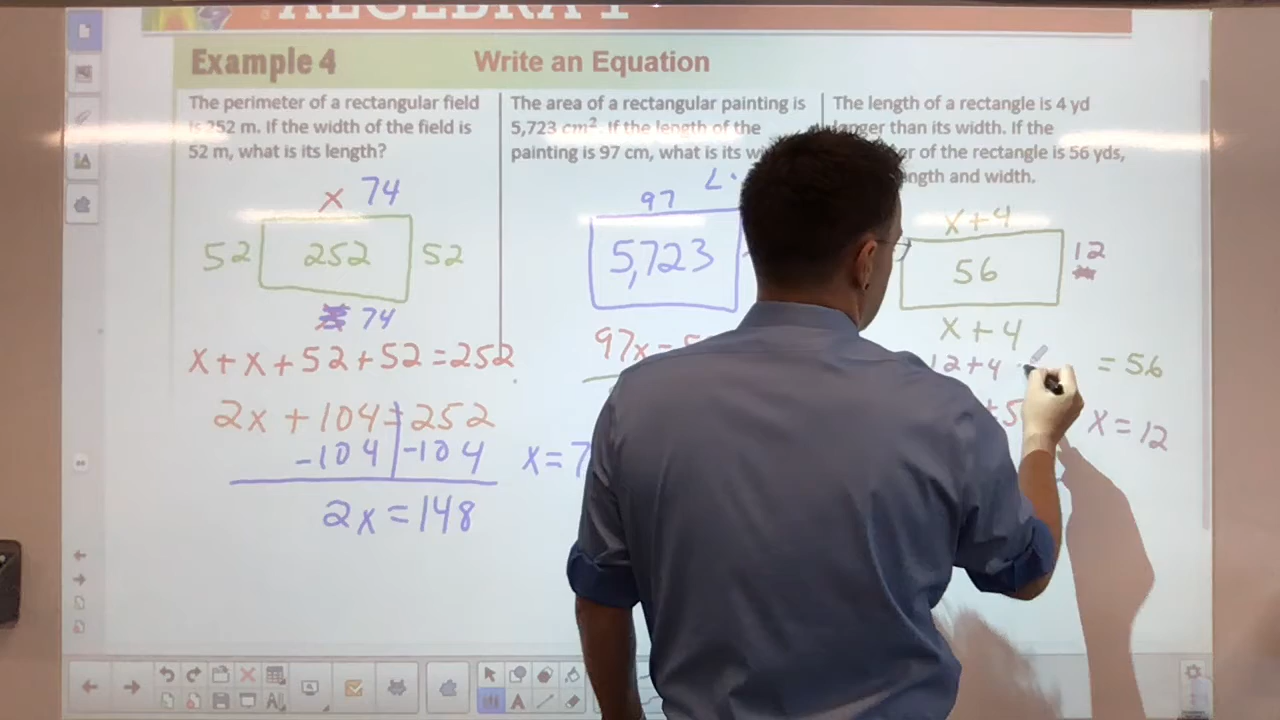 ALGEBRA 1
Example 4
Write an Equation
The perimeter of a rectangular field
is 252 m. If the width of the field is
52 m, what is its length?
x 74
52 252 52
74
x + x + 52 + 52 = 252
2x + 104 = 252
-104 -104
2x = 148
x = 7
The area of a rectangular painting is
5,723 cm². If the length of the
painting is 97 cm, what is its
97
5,723
97x =
The length of a rectangle is 4 yd
longer than its width. If the
of the rectangle is 56 yds,
and width.
x + 4
56 12
x + 4
12 + 4 = 56
x = 12